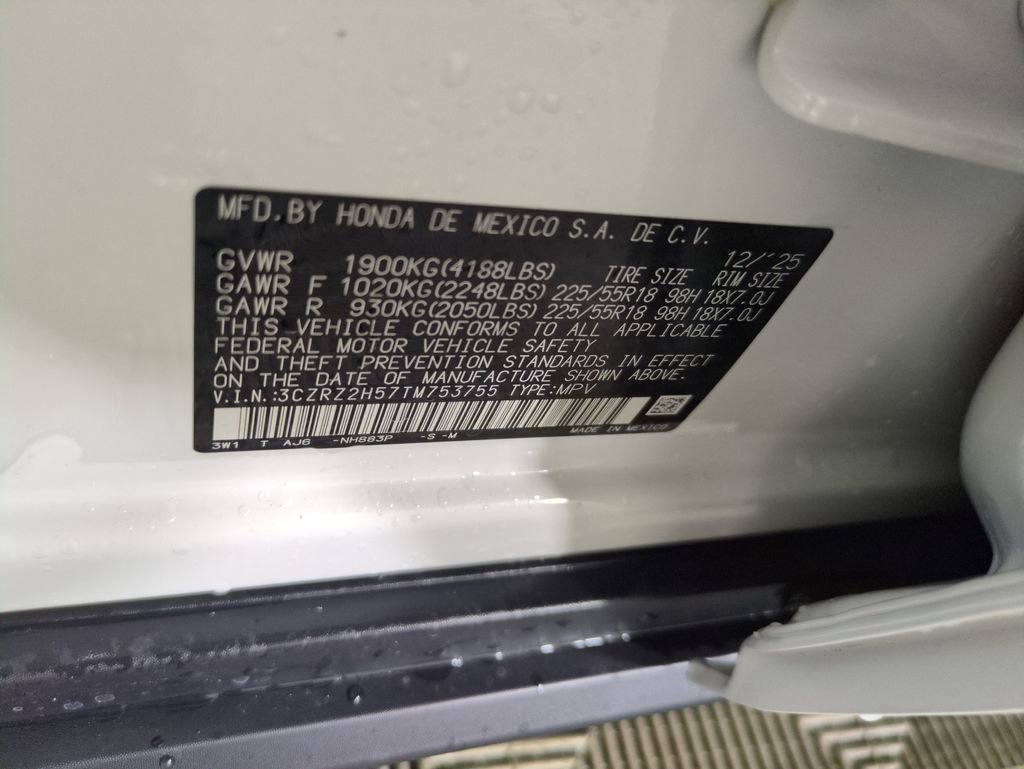 MFD.BY HONDA DE MEXICO S.A. DE C.V.
12/'25
GVWR 1900KG(4188LBS) TIRE SIZE RIM SIZE
GAWR F 1020KG(2248LBS) 225/55R18 98H 18X7.0J
GAWR R 930KG(2050LBS) 225/55R18 98H 18X7.0J
THIS VEHICLE CONFORMS TO ALL APPLICABLE
FEDERAL MOTOR VEHICLE SAFETY
AND THEFT PREVENTION STANDARDS IN EFFECT
ON THE DATE OF MANUFACTURE SHOWN ABOVE.
V.I.N.:3CZRZ2H57TM753755 TYPE:MPV
MADE IN MEXICO
3W1 T AJ6 -NH883P -S -M